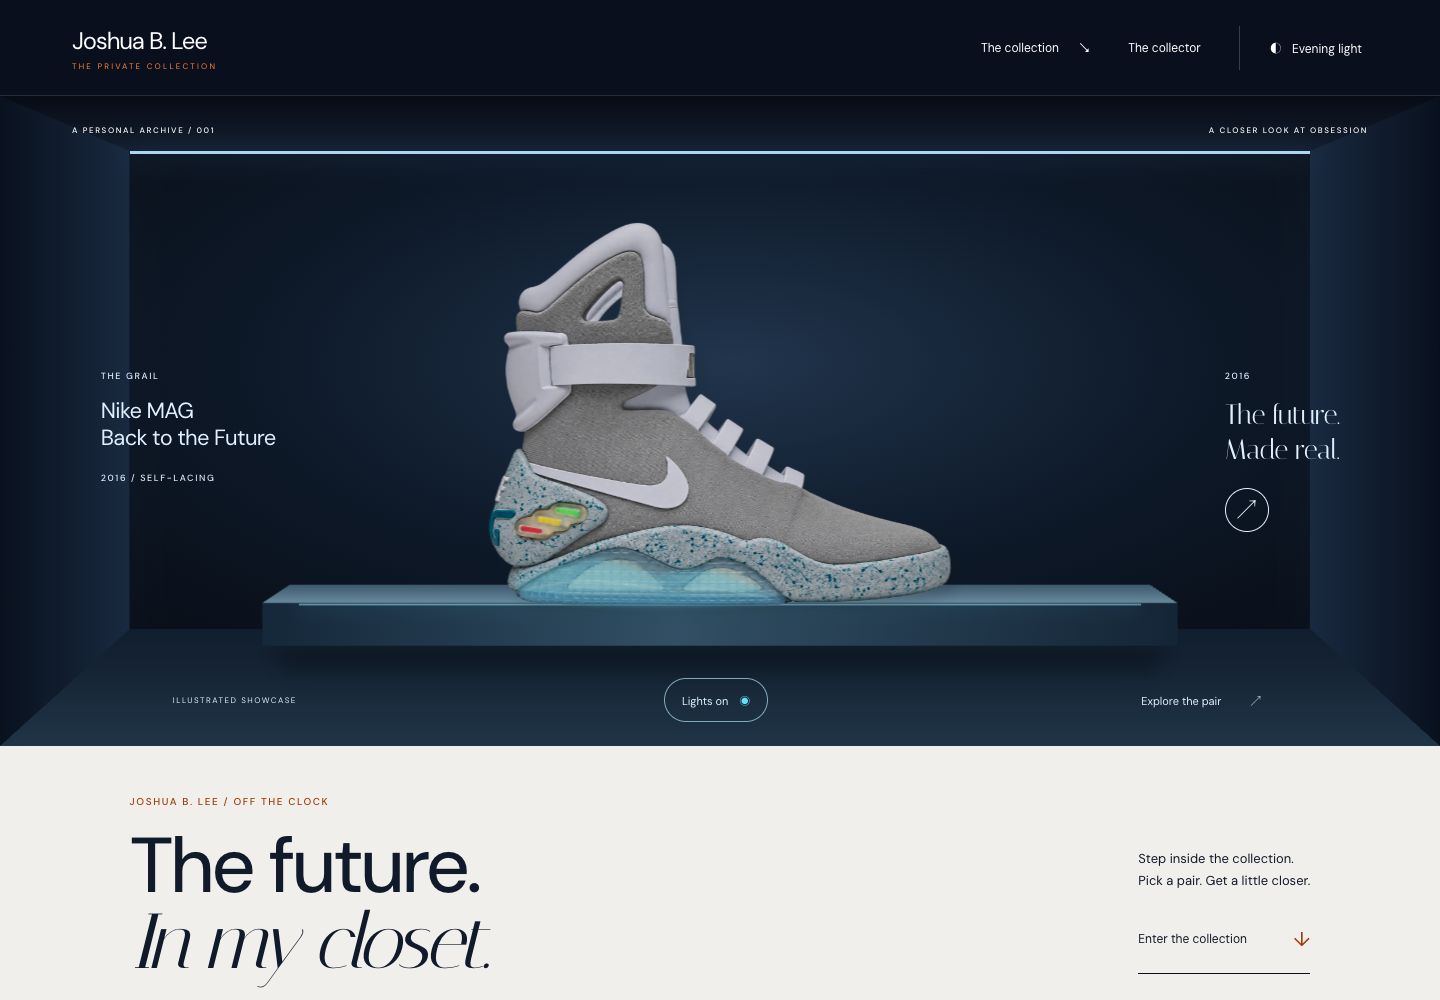 Joshua B. Lee
THE PRIVATE COLLECTION
The collection
The collector
Evening light
A PERSONAL ARCHIVE / 001
A CLOSER LOOK AT OBSESSION
THE GRAIL
Nike MAG
Back to the Future
2016 / SELF-LACING
2016
The future.
Made real.
ILLUSTRATED SHOWCASE
Lights on
Explore the pair
JOSHUA B. LEE / OFF THE CLOCK
The future.
In my closet.
Step inside the collection.
Pick a pair. Get a little closer.
Enter the collection